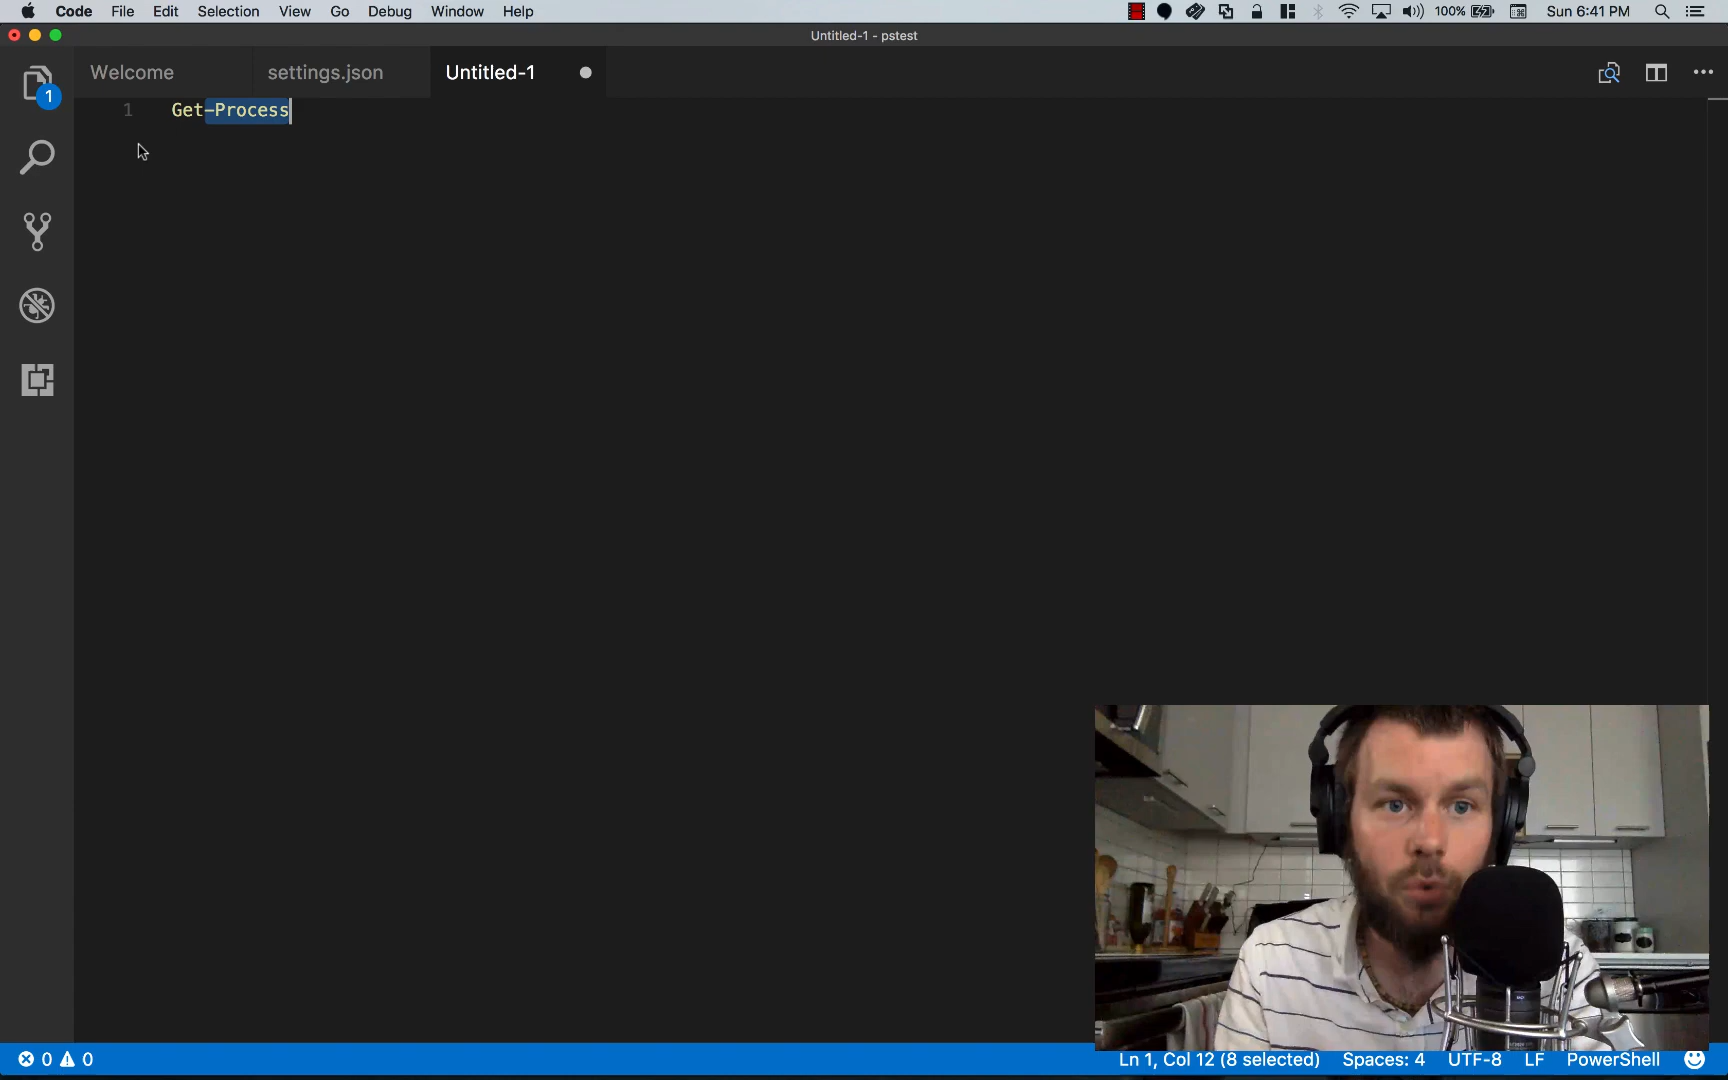 Code File Edit Selection View Go Debug Window Help 100% Sun 6:41 PM
Untitled-1 - pstest
Welcome settings.json Untitled-1
1
1 Get-Process
0 0 Ln 1, Col 12 (8 selected) Spaces: 4 UTF-8 LF PowerShell